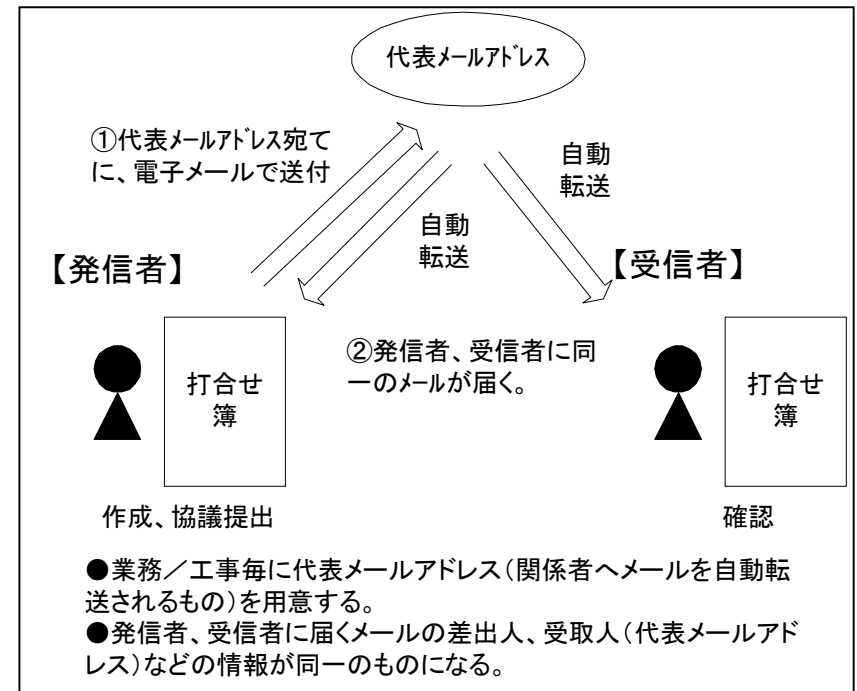 代表ﾒｰﾙｱﾄﾞﾚｽ
①代表ﾒｰﾙｱﾄﾞﾚｽ宛て
に、電子メールで送付
自動
転送
自動
転送
【発信者】
【受信者】
②発信者、受信者に同
一のﾒｰﾙが届く。
打合せ
簿
打合せ
簿
作成、協議提出
確認
●業務／工事毎に代表メールアドレス（関係者へメールを自動転
送されるもの）を用意する。
●発信者、受信者に届くメールの差出人、受取人（代表メールアド
レス）などの情報が同一のものになる。